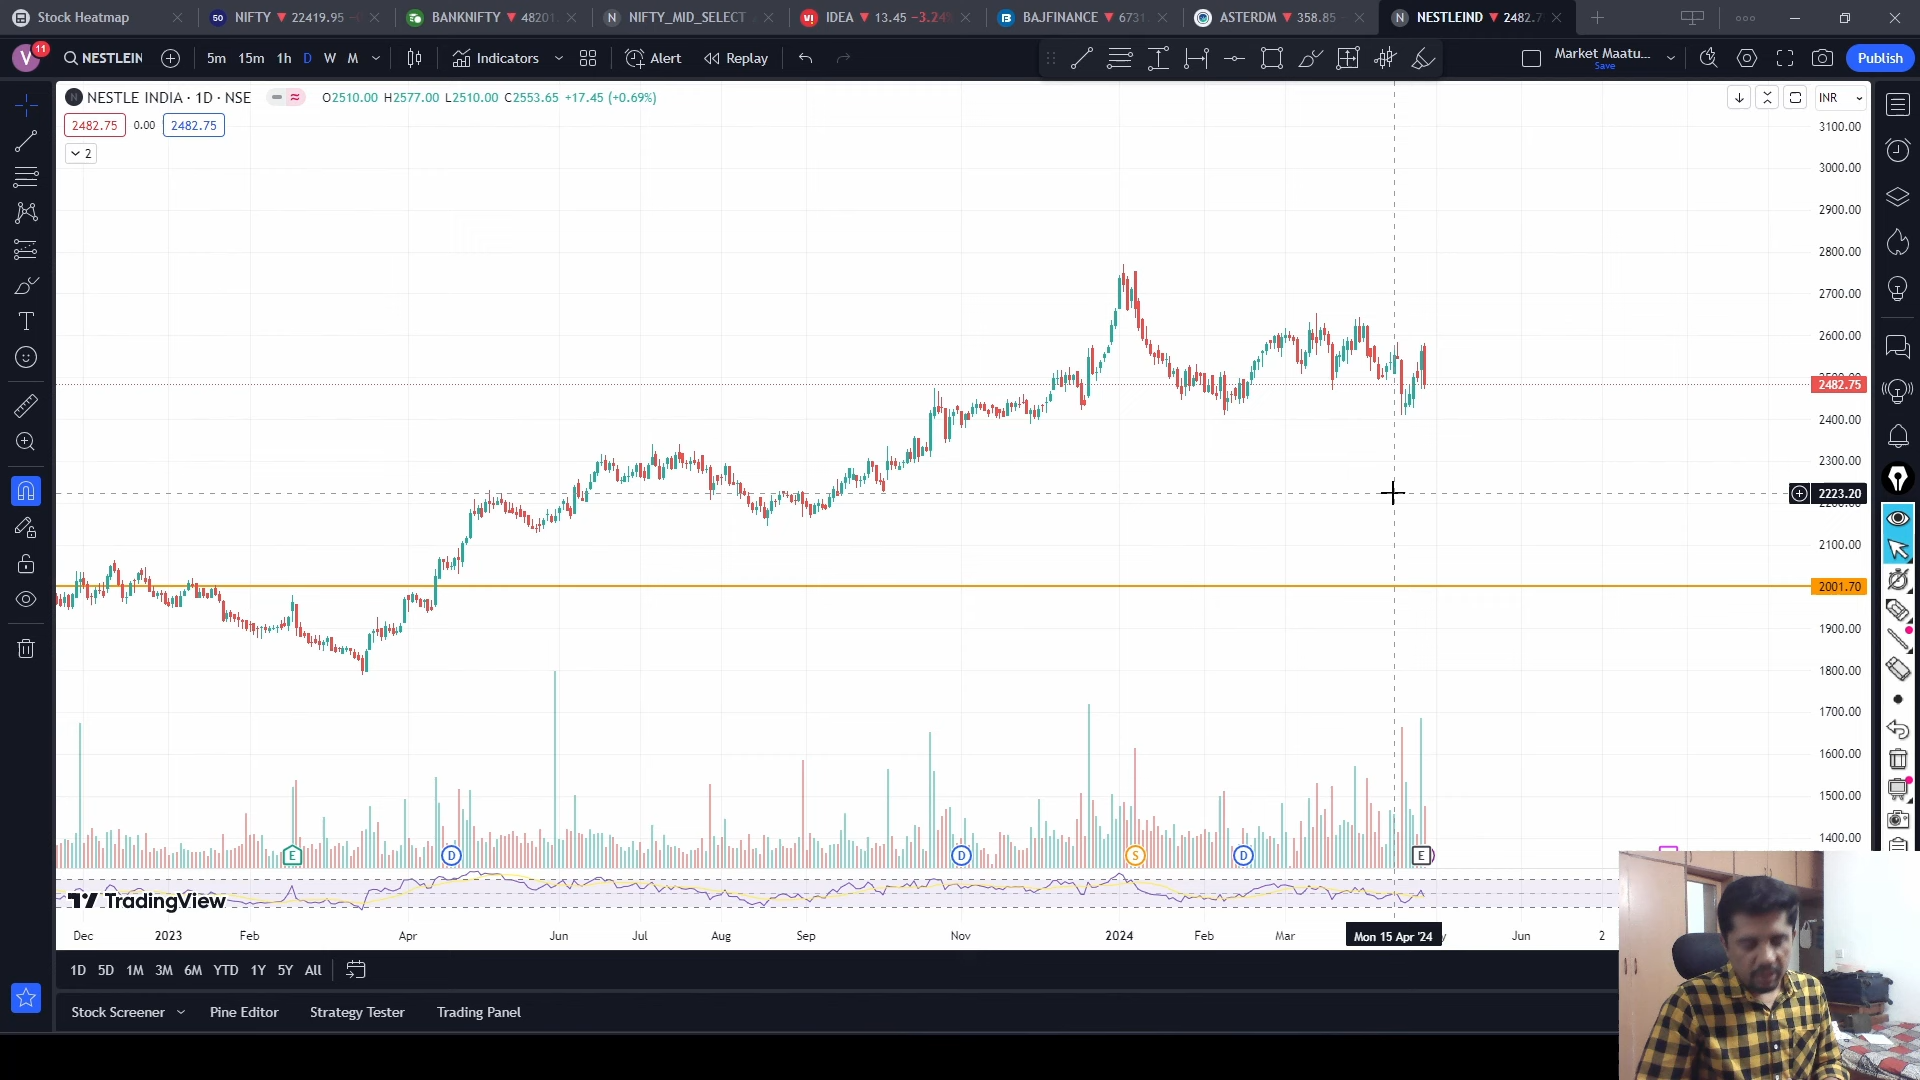 Stock Heatmap
NIFTY ▼ 22419.95
BANKNIFTY ▼ 48201.
NIFTY_MID_SELECT
IDEA ▼ 13.45 −3.24
BAJFINANCE ▼ 6731.
ASTERDM ▼ 358.85
NESTLEIND ▼ 2482.7
V 11 NESTLEIN 5m 15m 1h D W M Indicators Alert Replay Market Maatu... Save Publish
NESTLE INDIA · 1D · NSE O2510.00 H2577.00 L2510.00 C2553.65 +17.45 (+0.69%) INR
2482.75 0.00 2482.75
2
3100.00
3000.00
2900.00
2800.00
2700.00
2600.00
2482.75
2400.00
2300.00
2223.20
2100.00
2001.70
1900.00
1800.00
1700.00
1600.00
1500.00
1400.00
E D D S D E
TradingView
Dec 2023 Feb Apr Jun Jul Aug Sep Nov 2024 Feb Mar Mon 15 Apr '24 Jun 2
1D 5D 1M 3M 6M YTD 1Y 5Y All
Stock Screener Pine Editor Strategy Tester Trading Panel